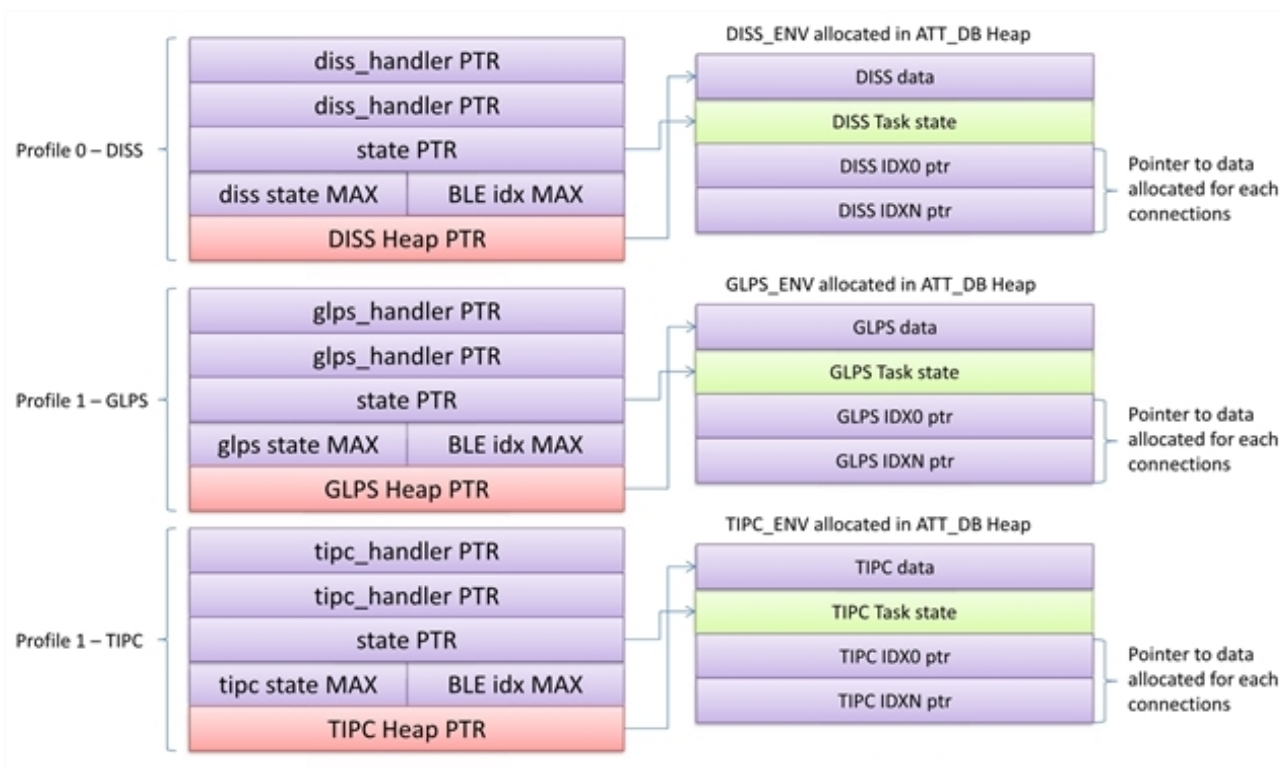 Profile 0 – DISS
diss_handler PTR
diss_handler PTR
state PTR
diss state MAX
BLE idx MAX
DISS Heap PTR
DISS_ENV allocated in ATT_DB Heap
DISS data
DISS Task state
DISS IDX0 ptr
DISS IDXN ptr
Pointer to data
allocated for each
connections
Profile 1 – GLPS
glps_handler PTR
glps_handler PTR
state PTR
glps state MAX
BLE idx MAX
GLPS Heap PTR
GLPS_ENV allocated in ATT_DB Heap
GLPS data
GLPS Task state
GLPS IDX0 ptr
GLPS IDXN ptr
Pointer to data
allocated for each
connections
Profile 1 – TIPC
tipc_handler PTR
tipc_handler PTR
state PTR
tipc state MAX
BLE idx MAX
TIPC Heap PTR
TIPC_ENV allocated in ATT_DB Heap
TIPC data
TIPC Task state
TIPC IDX0 ptr
TIPC IDXN ptr
Pointer to data
allocated for each
connections